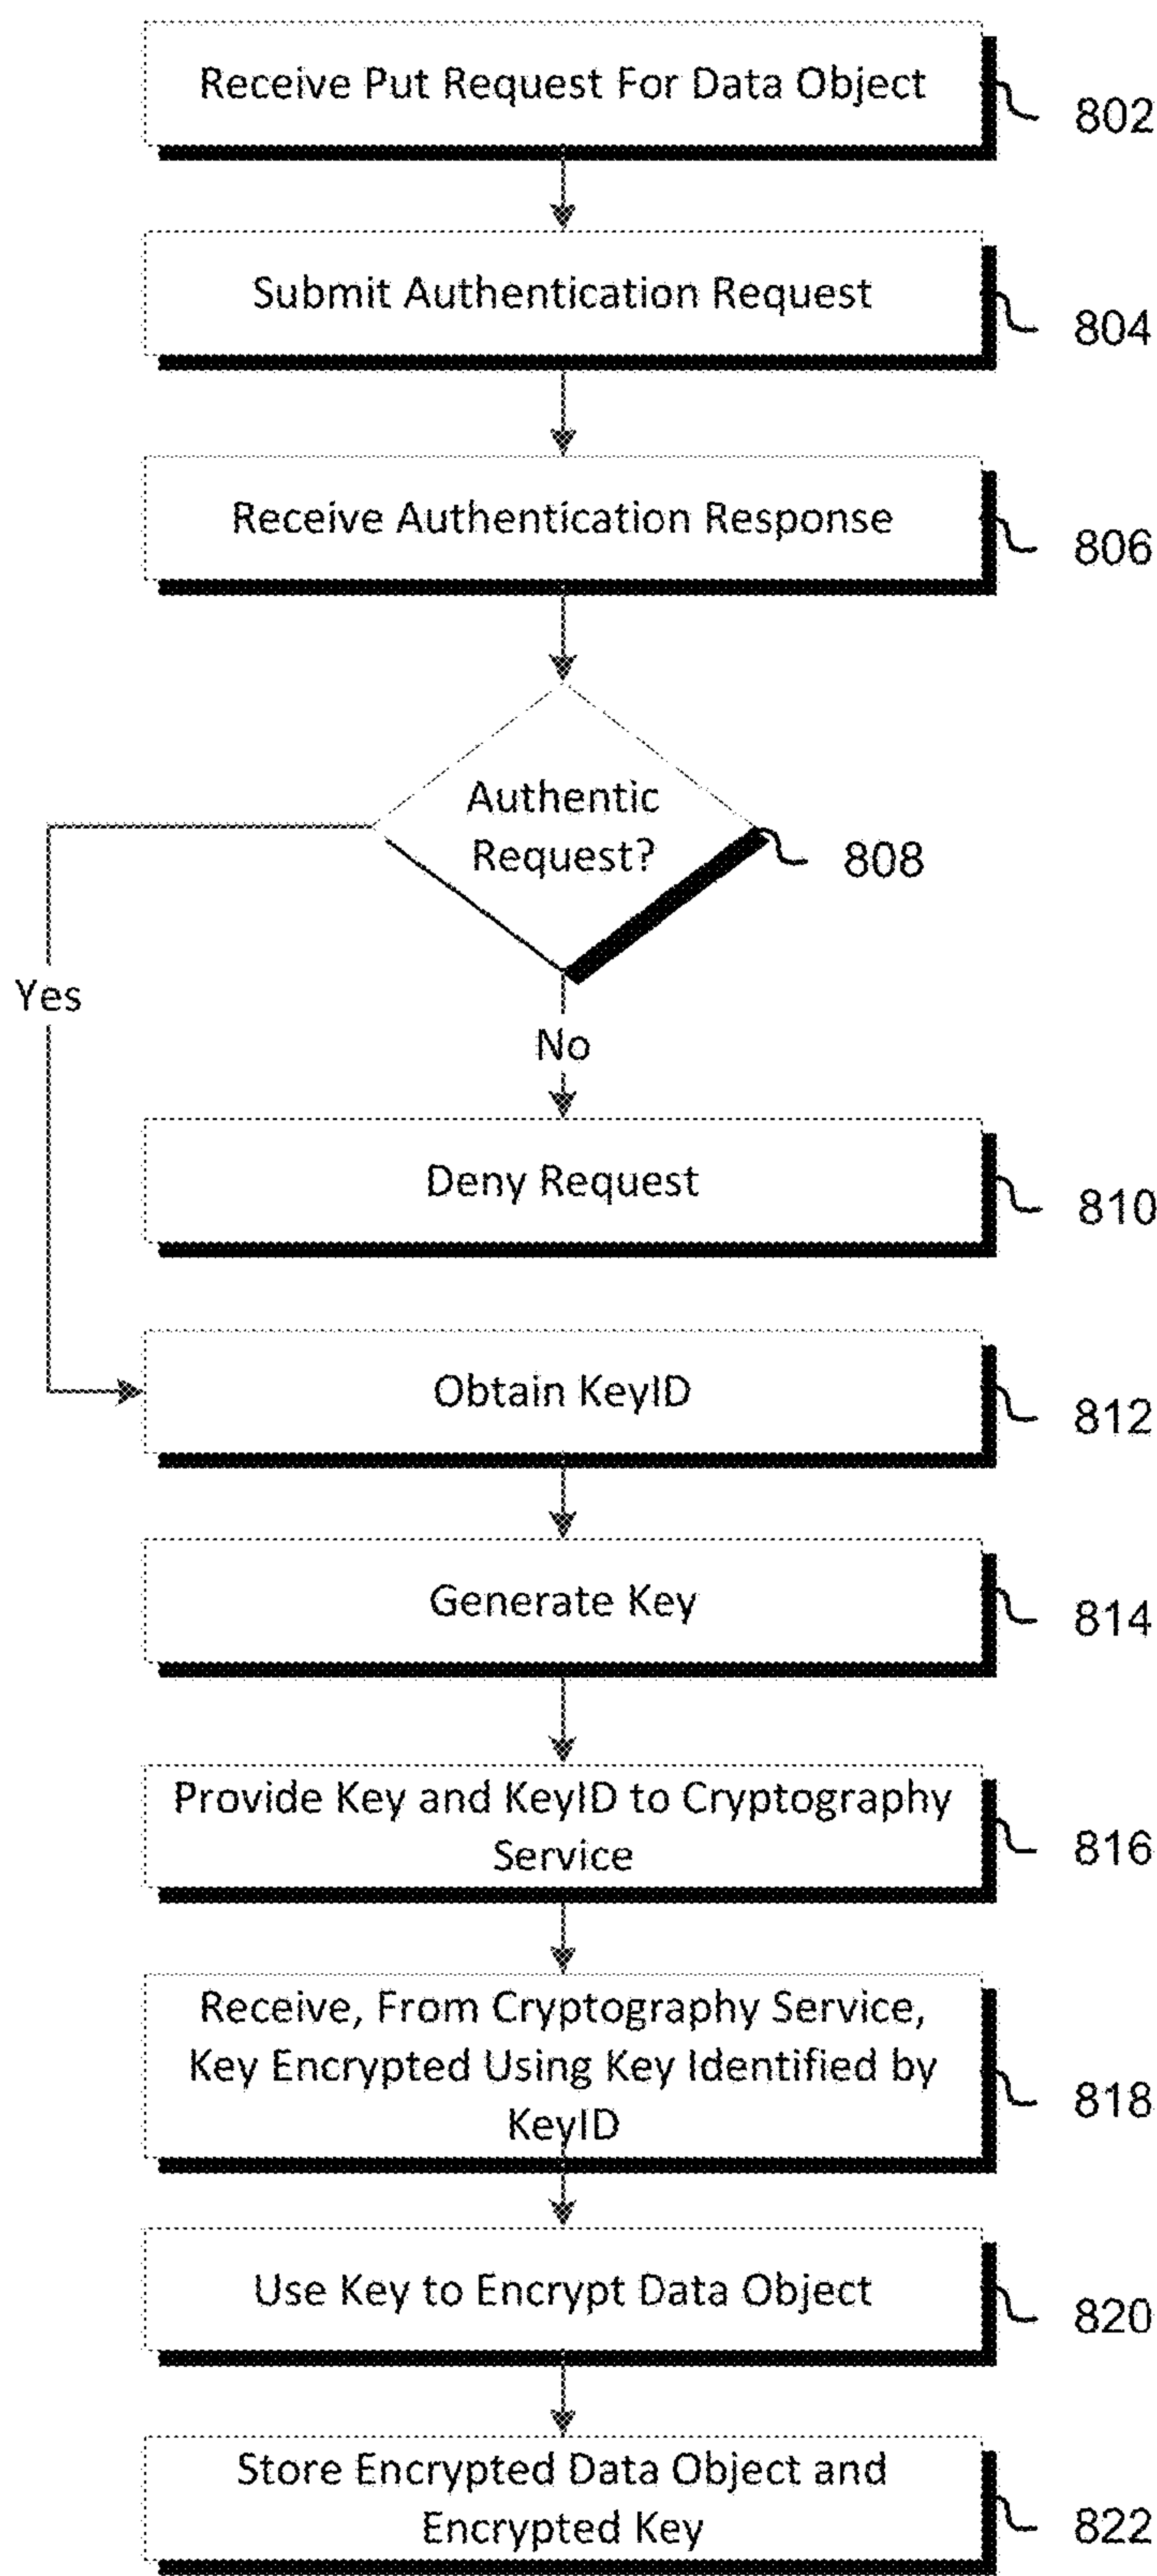 Receive Put Request For Data Object
802
Submit Authentication Request
804
Receive Authentication Response
806
Authentic
Request?
808
Yes
No
Deny Request
810
Obtain KeyID
812
Generate Key
814
Provide Key and KeyID to Cryptography
Service
816
Receive, From Cryptography Service,
Key Encrypted Using Key Identified by
KeyID
818
Use Key to Encrypt Data Object
820
Store Encrypted Data Object and
Encrypted Key
822